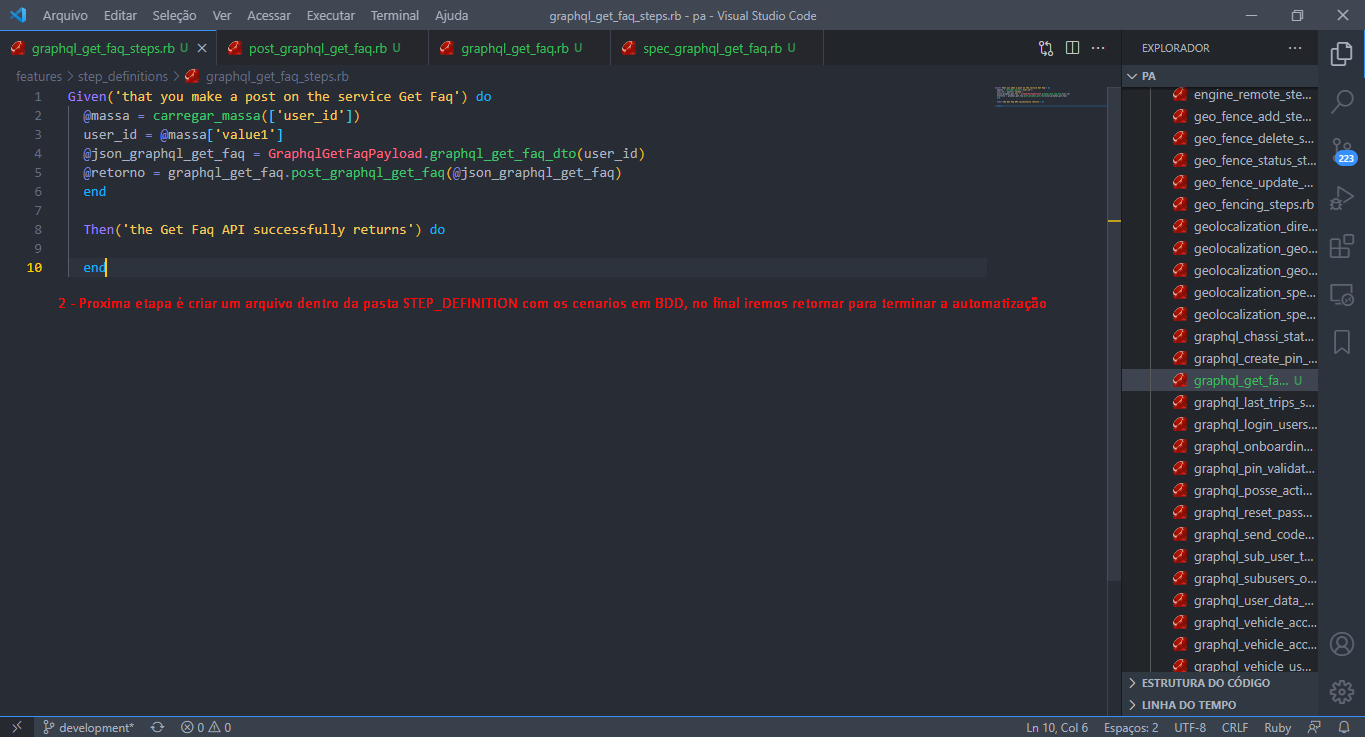 Arquivo Editar Seleção Ver Acessar Executar Terminal Ajuda graphql_get_faq_steps.rb - pa - Visual Studio Code
graphql_get_faq_steps.rb U post_graphql_get_faq.rb U graphql_get_faq.rb U spec_graphql_get_faq.rb U
features > step_definitions > graphql_get_faq_steps.rb
1 Given('that you make a post on the service Get Faq') do
2 @massa = carregar_massa(['user_id'])
3 user_id = @massa['value1']
4 @json_graphql_get_faq = GraphqlGetFaqPayload.graphql_get_faq_dto(user_id)
5 @retorno = graphql_get_faq.post_graphql_get_faq(@json_graphql_get_faq)
6 end
7
8 Then('the Get Faq API successfully returns') do
9
10 end
2 - Proxima etapa é criar um arquivo dentro da pasta STEP_DEFINITION com os cenarios em BDD, no final iremos retornar para terminar a automatização
EXPLORADOR
PA
engine_remote_ste...
geo_fence_add_ste...
geo_fence_delete_s...
geo_fence_status_st...
geo_fence_update_...
geo_fencing_steps.rb
geolocalization_dire...
geolocalization_geo...
geolocalization_geo...
geolocalization_spe...
geolocalization_spe...
graphql_chassi_stat...
graphql_create_pin_...
graphql_get_fa... U
graphql_last_trips_s...
graphql_login_users...
graphql_onboardin...
graphql_pin_validat...
graphql_posse_acti...
graphql_reset_pass...
graphql_send_code...
graphql_sub_user_t...
graphql_subusers_o...
graphql_user_data_...
graphql_vehicle_acc...
graphql_vehicle_acc...
graphql_vehicle_us...
ESTRUTURA DO CÓDIGO
LINHA DO TEMPO
223
development* 0 0 Ln 10, Col 6 Espaços: 2 UTF-8 CRLF Ruby